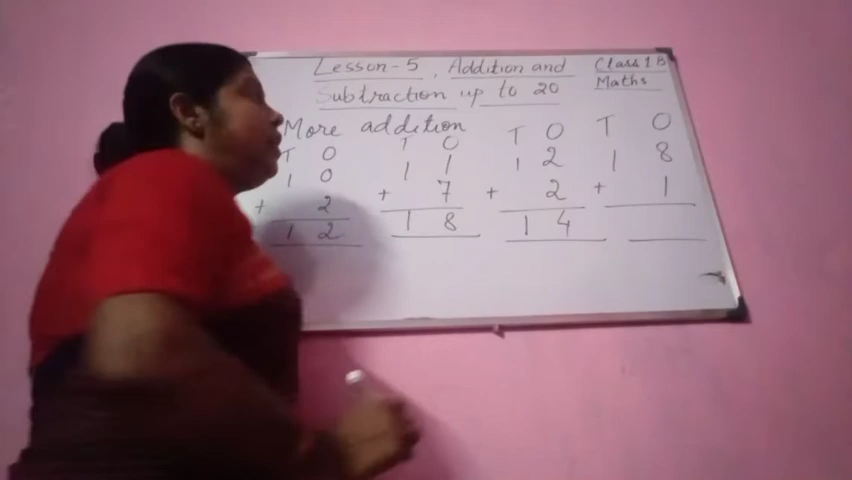 Lesson-5, Addition and Class 1B
Subtraction up to 20 Maths
More addition
T O T O T O T O
1 0 1 1 1 2 1 8
+ 2 + 7 + 2 + 1
1 2 1 8 1 4